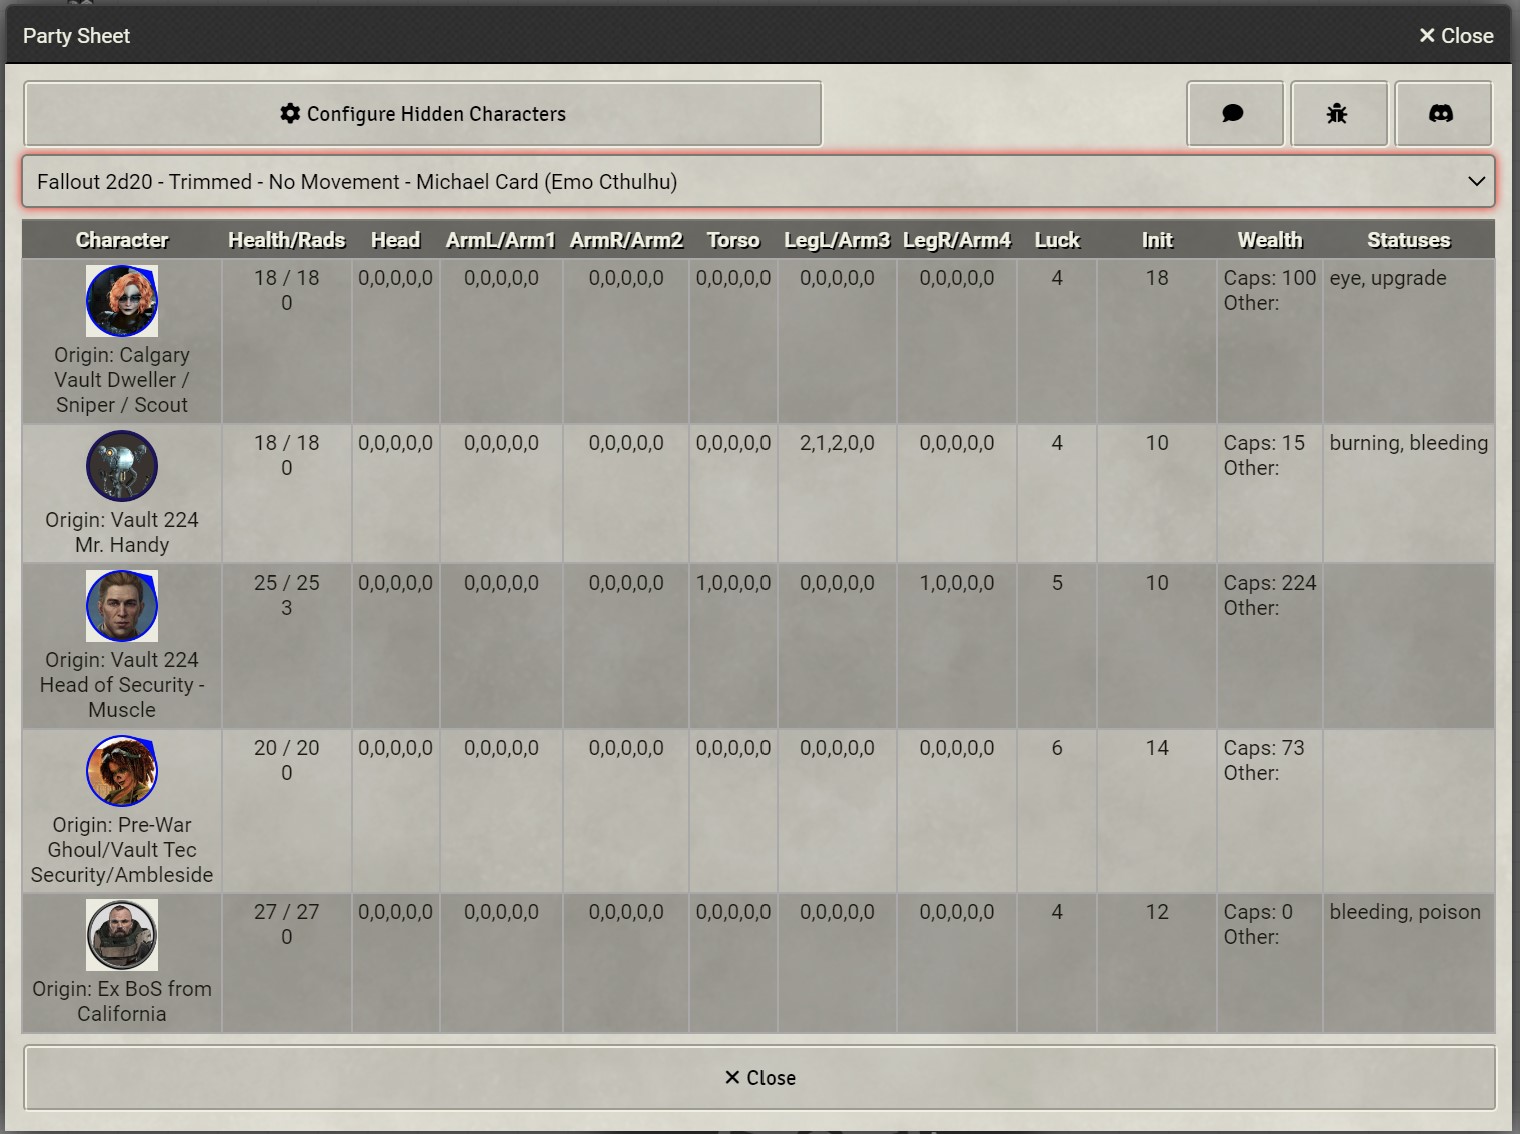 Party Sheet
Close
Configure Hidden Characters
Fallout 2d20 - Trimmed - No Movement - Michael Card (Emo Cthulhu)
Character Health/Rads Head ArmL/Arm1 ArmR/Arm2 Torso LegL/Arm3 LegR/Arm4 Luck Init Wealth Statuses
18 / 18 0,0,0,0,0 0,0,0,0,0 0,0,0,0,0 0,0,0,0,0 0,0,0,0,0 0,0,0,0,0 4 18 Caps: 100 eye, upgrade
0 Other:
Origin: Calgary
Vault Dweller /
Sniper / Scout
18 / 18 0,0,0,0,0 0,0,0,0,0 0,0,0,0,0 0,0,0,0,0 2,1,2,0,0 0,0,0,0,0 4 10 Caps: 15 burning, bleeding
0 Other:
Origin: Vault 224
Mr. Handy
25 / 25 0,0,0,0,0 0,0,0,0,0 0,0,0,0,0 1,0,0,0,0 0,0,0,0,0 1,0,0,0,0 5 10 Caps: 224
3 Other:
Origin: Vault 224
Head of Security -
Muscle
20 / 20 0,0,0,0,0 0,0,0,0,0 0,0,0,0,0 0,0,0,0,0 0,0,0,0,0 0,0,0,0,0 6 14 Caps: 73
0 Other:
Origin: Pre-War
Ghoul/Vault Tec
Security/Ambleside
27 / 27 0,0,0,0,0 0,0,0,0,0 0,0,0,0,0 0,0,0,0,0 0,0,0,0,0 0,0,0,0,0 4 12 Caps: 0 bleeding, poison
0 Other:
Origin: Ex BoS from
California
Close